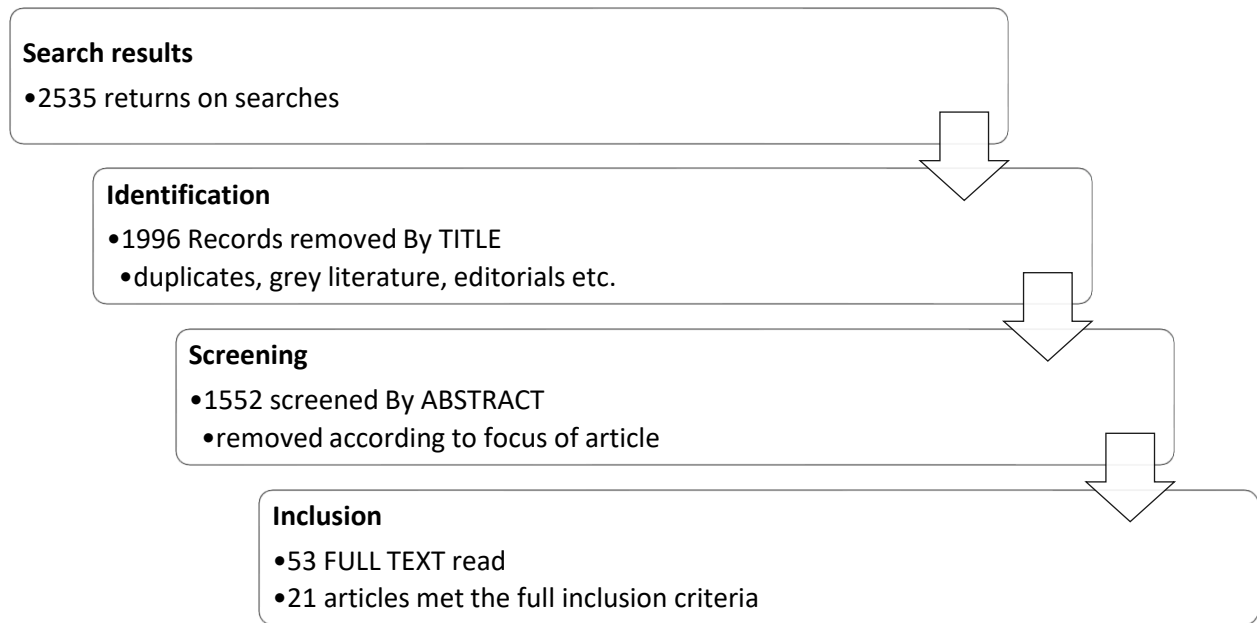 Search results
•2535 returns on searches
Identification
•1996 Records removed By TITLE
•duplicates, grey literature, editorials etc.
Screening
•1552 screened By ABSTRACT
•removed according to focus of article
Inclusion
•53 FULL TEXT read
•21 articles met the full inclusion criteria